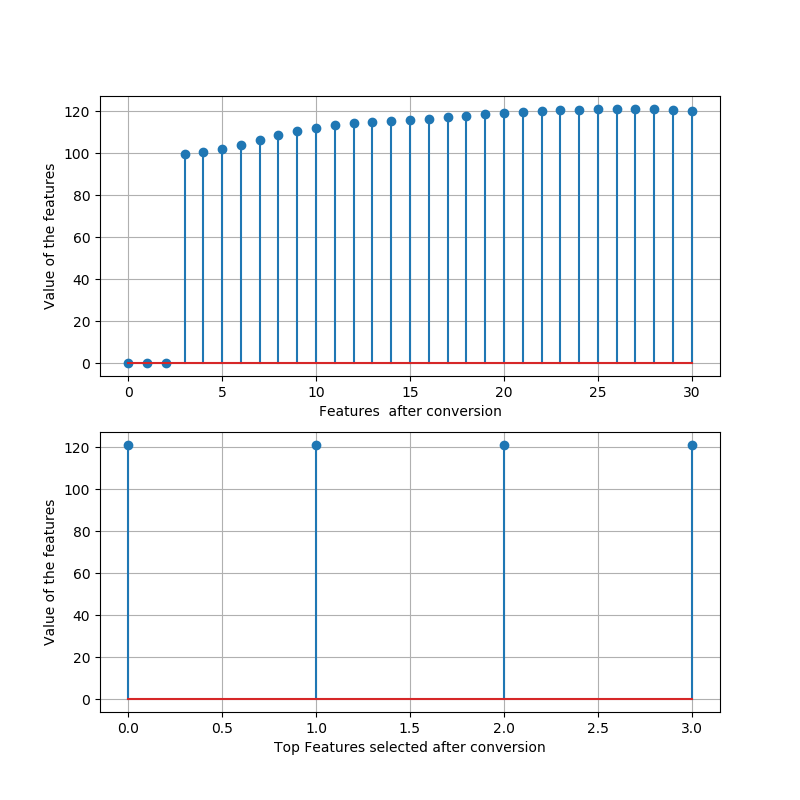 120
100
80
60
40
20
0
Value of the features
0 5 10 15 20 25 30
Features  after conversion
120
100
80
60
40
20
0
Value of the features
0.0 0.5 1.0 1.5 2.0 2.5 3.0
Top Features selected after conversion